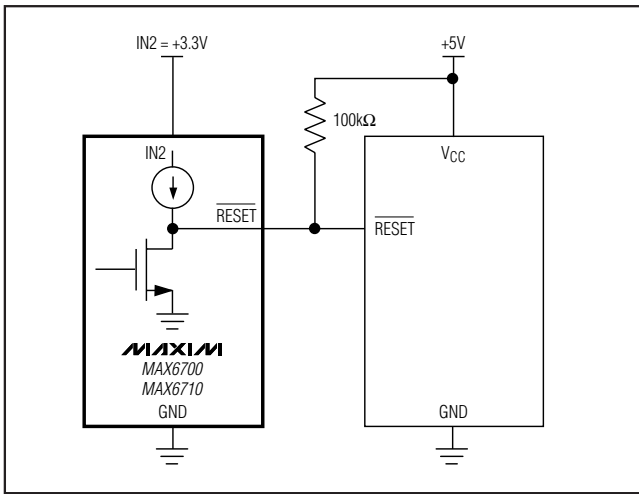 IN2 = +3.3V
+5V
100kΩ
IN2
VCC
RESET
RESET
MAXIM
MAX6700
MAX6710
GND
GND